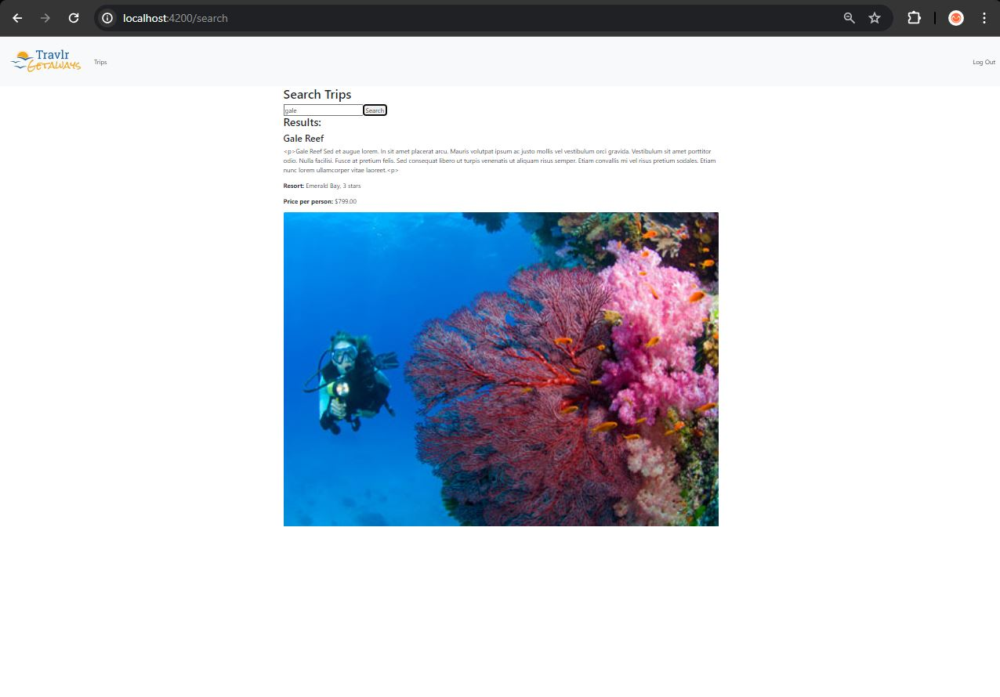 localhost:4200/search
Travlr
Getaways
Trips
Log Out
Search Trips
gale
Search
Results:
Gale Reef
<p>Gale Reef Sed et augue lorem. In sit amet placerat arcu. Mauris volutpat ipsum ac justo mollis vel vestibulum orci gravida. Vestibulum sit amet porttitor
odio. Nulla facilisi. Fusce at pretium felis. Sed consequat libero ut turpis venenatis ut aliquam risus semper. Etiam convallis mi vel risus pretium sodales. Etiam
nunc lorem ullamcorper vitae laoreet.<p>
Resort: Emerald Bay, 3 stars
Price per person: $799.00